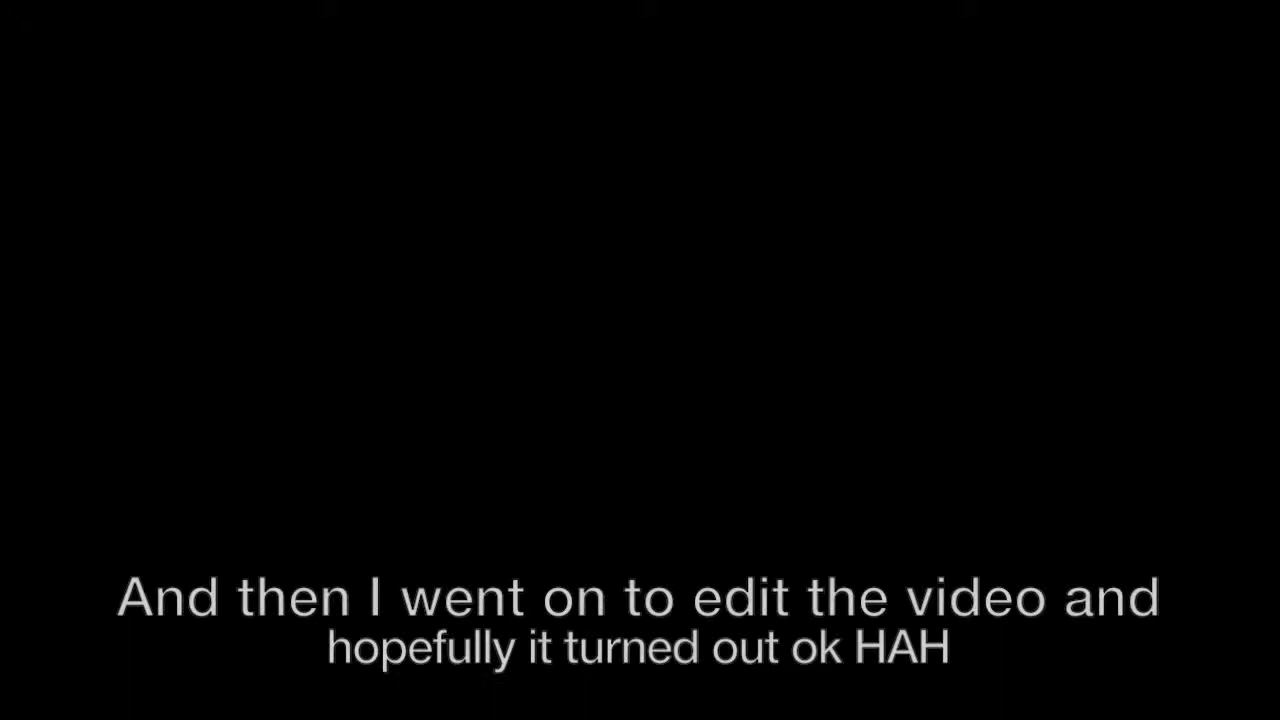 And then I went on to edit the video and
hopefully it turned out ok HAH